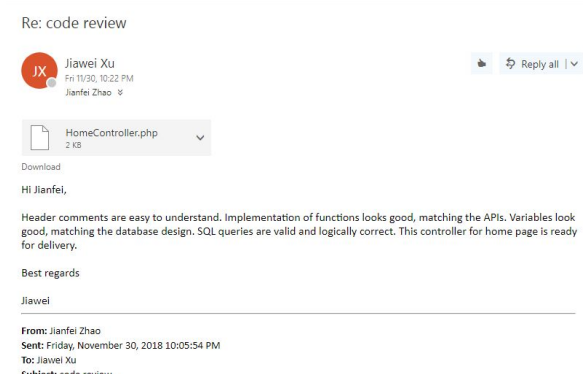 Re: code review
JX
Jiawei Xu
Reply all
Fri 11/30, 10:22 PM
Jianfei Zhao
HomeController.php
2 KB
Download
Hi Jianfei,
Header comments are easy to understand. Implementation of functions looks good, matching the APIs. Variables look
good, matching the database design. SQL queries are valid and logically correct. This controller for home page is ready
for delivery.
Best regards
Jiawei
From: Jianfei Zhao
Sent: Friday, November 30, 2018 10:05:54 PM
To: Jiawei Xu
Subject: code review